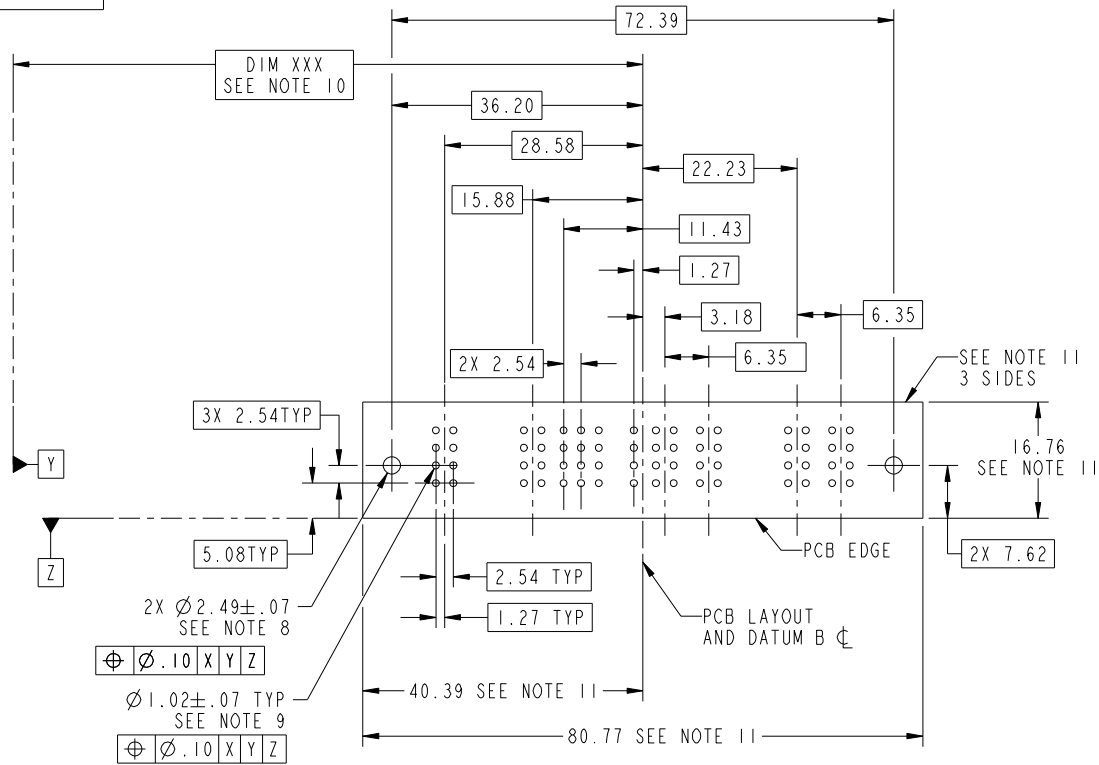 72.39
DIM XXX
SEE NOTE 10
36.20
28.58
22.23
15.88
11.43
1.27
3.18
6.35
2X 2.54
6.35
SEE NOTE 11
3 SIDES
3X 2.54TYP
16.76
SEE NOTE 11
Y
5.08TYP
PCB EDGE
2X 7.62
Z
2.54 TYP
2X Ø2.49±.07
SEE NOTE 8
1.27 TYP
PCB LAYOUT
AND DATUM B ℄
⌖ Ø.10 X Y Z
40.39 SEE NOTE 11
Ø1.02±.07 TYP
SEE NOTE 9
80.77 SEE NOTE 11
⌖ Ø.10 X Y Z